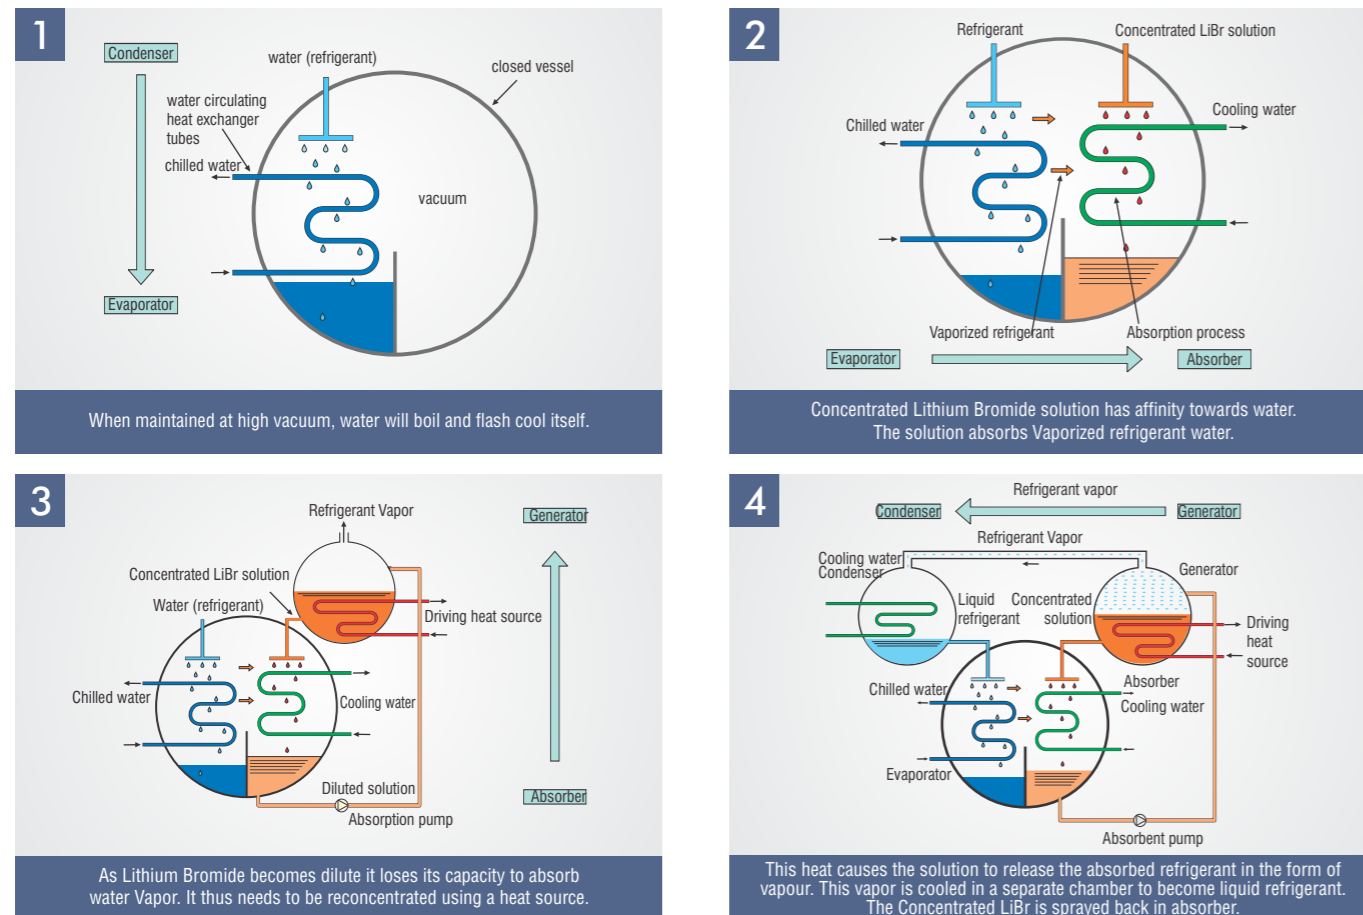 1
Condenser
water (refrigerant)
closed vessel
water circulating
heat exchanger
tubes
chilled water
vacuum
Evaporator
When maintained at high vacuum, water will boil and flash cool itself.
2
Refrigerant
Concentrated LiBr solution
Cooling water
Chilled water
Vaporized refrigerant
Absorption process
Evaporator
Absorber
Concentrated Lithium Bromide solution has affinity towards water.
The solution absorbs Vaporized refrigerant water.
3
Refrigerant Vapor
Generator
Concentrated LiBr solution
Water (refrigerant)
Driving heat source
Chilled water
Cooling water
Diluted solution
Absorber
Absorption pump
As Lithium Bromide becomes dilute it loses its capacity to absorb
water Vapor. It thus needs to be reconcentrated using a heat source.
4
Refrigerant vapor
Condenser
Generator
Refrigerant Vapor
Cooling water
Condenser
Generator
Liquid
refrigerant
Concentrated
solution
Driving
heat
source
Chilled water
Absorber
Cooling water
Evaporator
Absorbent pump
This heat causes the solution to release the absorbed refrigerant in the form of
vapour. This vapor is cooled in a separate chamber to become liquid refrigerant.
The Concentrated LiBr is sprayed back in absorber.